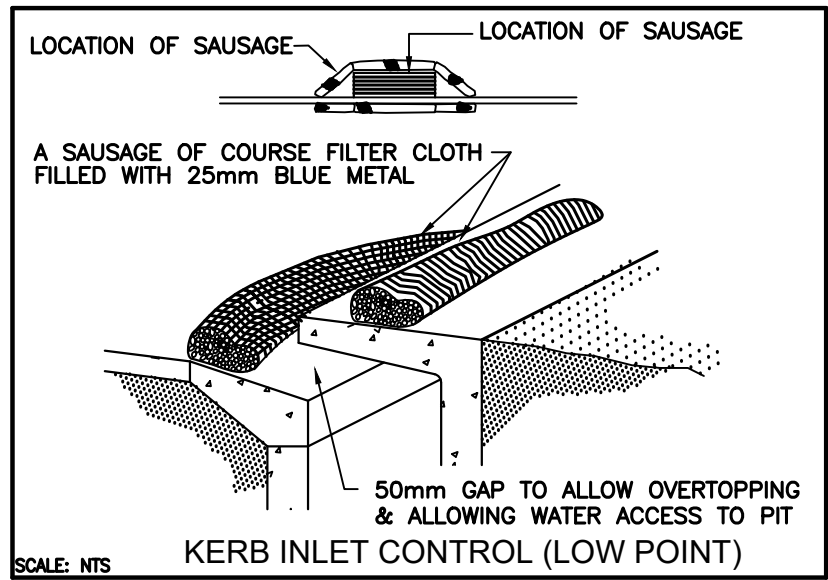 LOCATION OF SAUSAGE
LOCATION OF SAUSAGE
A SAUSAGE OF COURSE FILTER CLOTH
FILLED WITH 25mm BLUE METAL
50mm GAP TO ALLOW OVERTOPPING
& ALLOWING WATER ACCESS TO PIT
SCALE: NTS
KERB INLET CONTROL (LOW POINT)